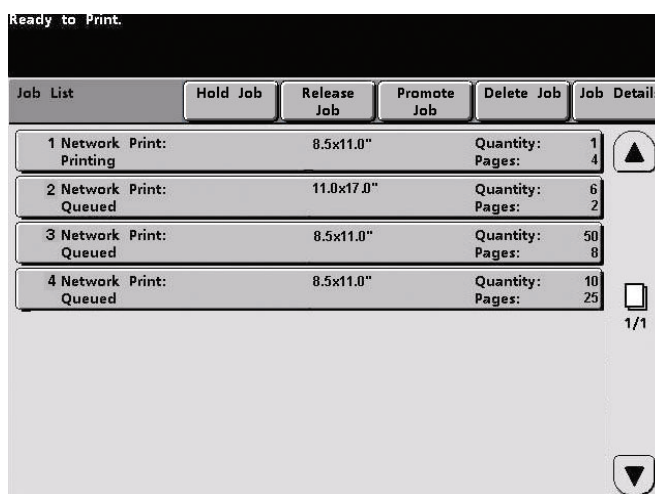 Ready to Print.
Job List
Hold Job
Release Job
Promote Job
Delete Job
Job Detail
1 Network Print: 8.5x11.0" Quantity: 1
Printing Pages: 4
2 Network Print: 11.0x17.0" Quantity: 6
Queued Pages: 2
3 Network Print: 8.5x11.0" Quantity: 50
Queued Pages: 8
4 Network Print: 8.5x11.0" Quantity: 10
Queued Pages: 25
1/1